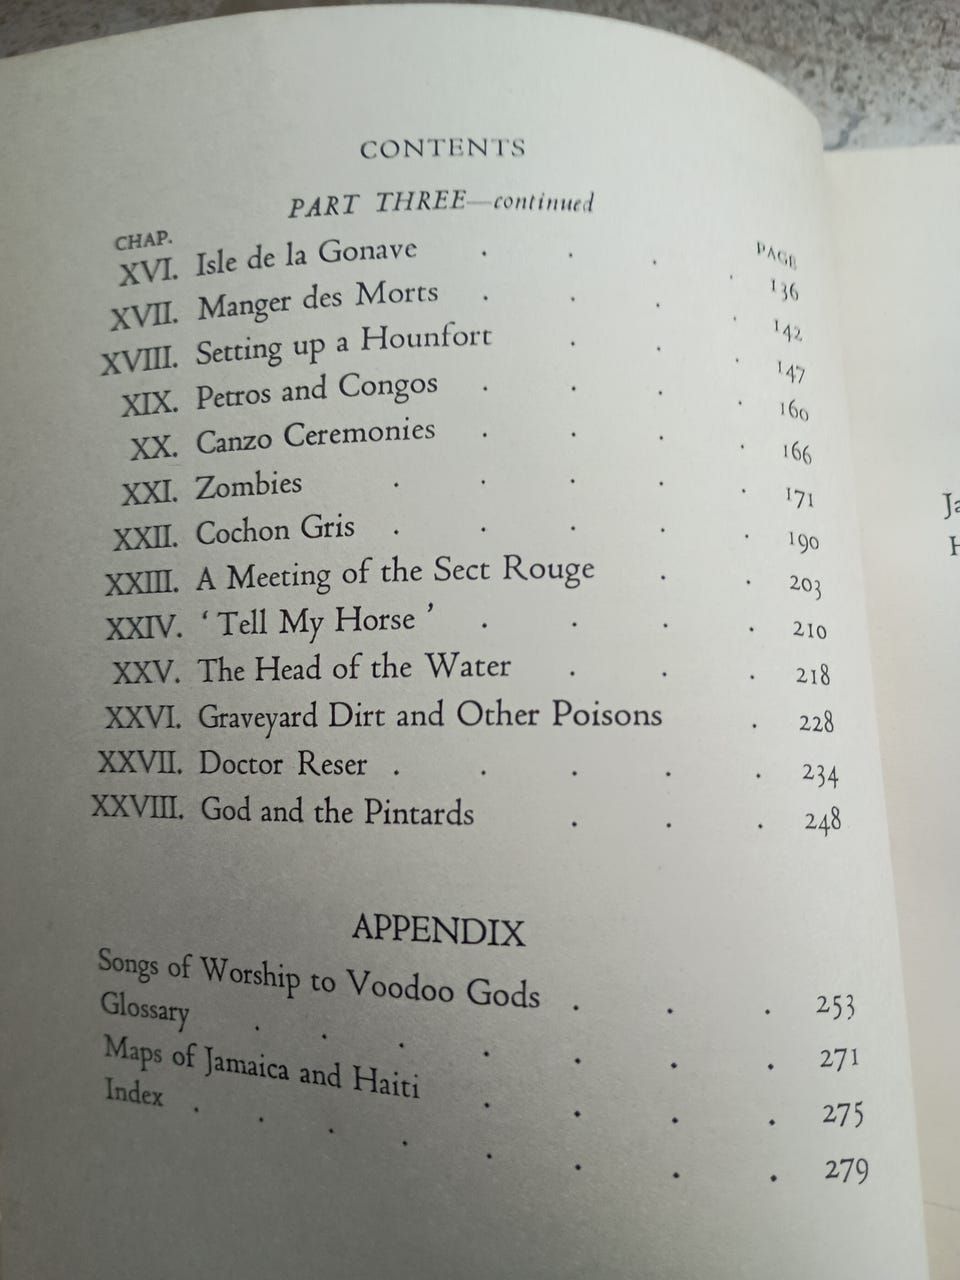 CONTENTS
PART THREE—continued
CHAP. PAGE
XVI. Isle de la Gonave . . . . 136
XVII. Manger des Morts . . . . 142
XVIII. Setting up a Hounfort . . . 147
XIX. Petros and Congos . . . . 160
XX. Canzo Ceremonies . . . . 166
XXI. Zombies . . . . . 171
XXII. Cochon Gris . . . . . 190
XXIII. A Meeting of the Sect Rouge . . 203
XXIV. ‘ Tell My Horse ’ . . . . 210
XXV. The Head of the Water . . . 218
XXVI. Graveyard Dirt and Other Poisons . 228
XXVII. Doctor Reser . . . . . 234
XXVIII. God and the Pintards . . . 248
APPENDIX
Songs of Worship to Voodoo Gods . . . 253
Glossary . . . . . . . 271
Maps of Jamaica and Haiti . . . . 275
Index . . . . . . . . 279
Ja
H